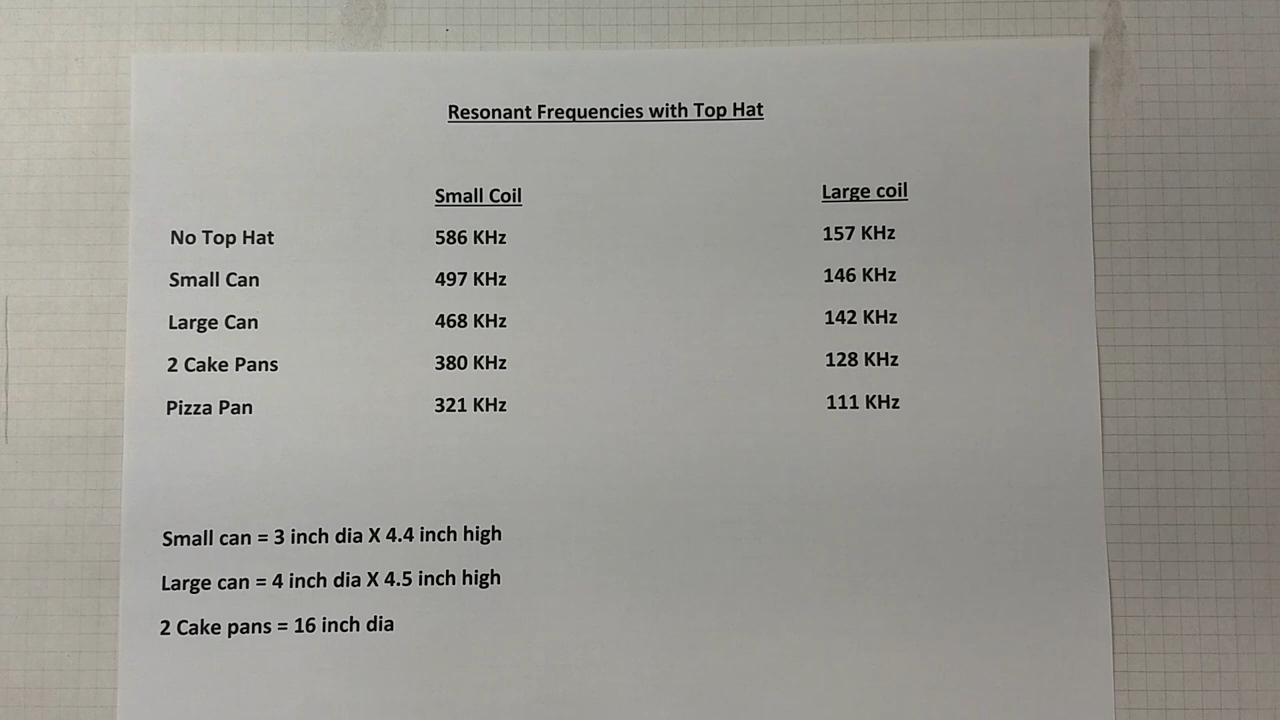 Resonant Frequencies with Top Hat
Small Coil Large coil
No Top Hat 586 KHz 157 KHz
Small Can 497 KHz 146 KHz
Large Can 468 KHz 142 KHz
2 Cake Pans 380 KHz 128 KHz
Pizza Pan 321 KHz 111 KHz
Small can = 3 inch dia X 4.4 inch high
Large can = 4 inch dia X 4.5 inch high
2 Cake pans = 16 inch dia